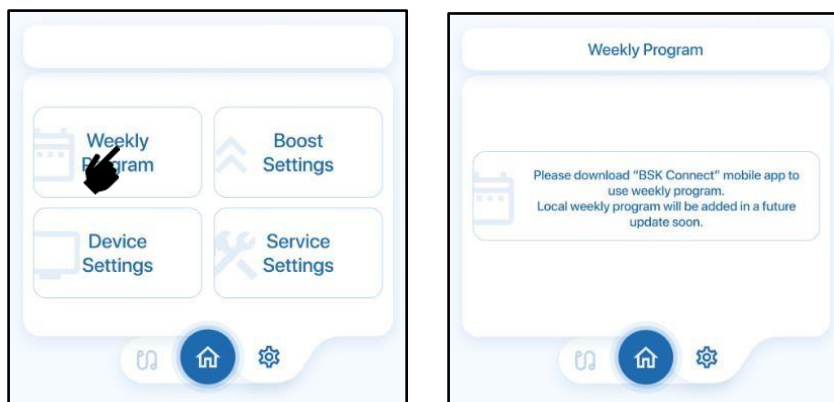 Weekly
Program
Boost
Settings
Device
Settings
Service
Settings
Weekly Program
Please download “BSK Connect” mobile app to
use weekly program.
Local weekly program will be added in a future
update soon.